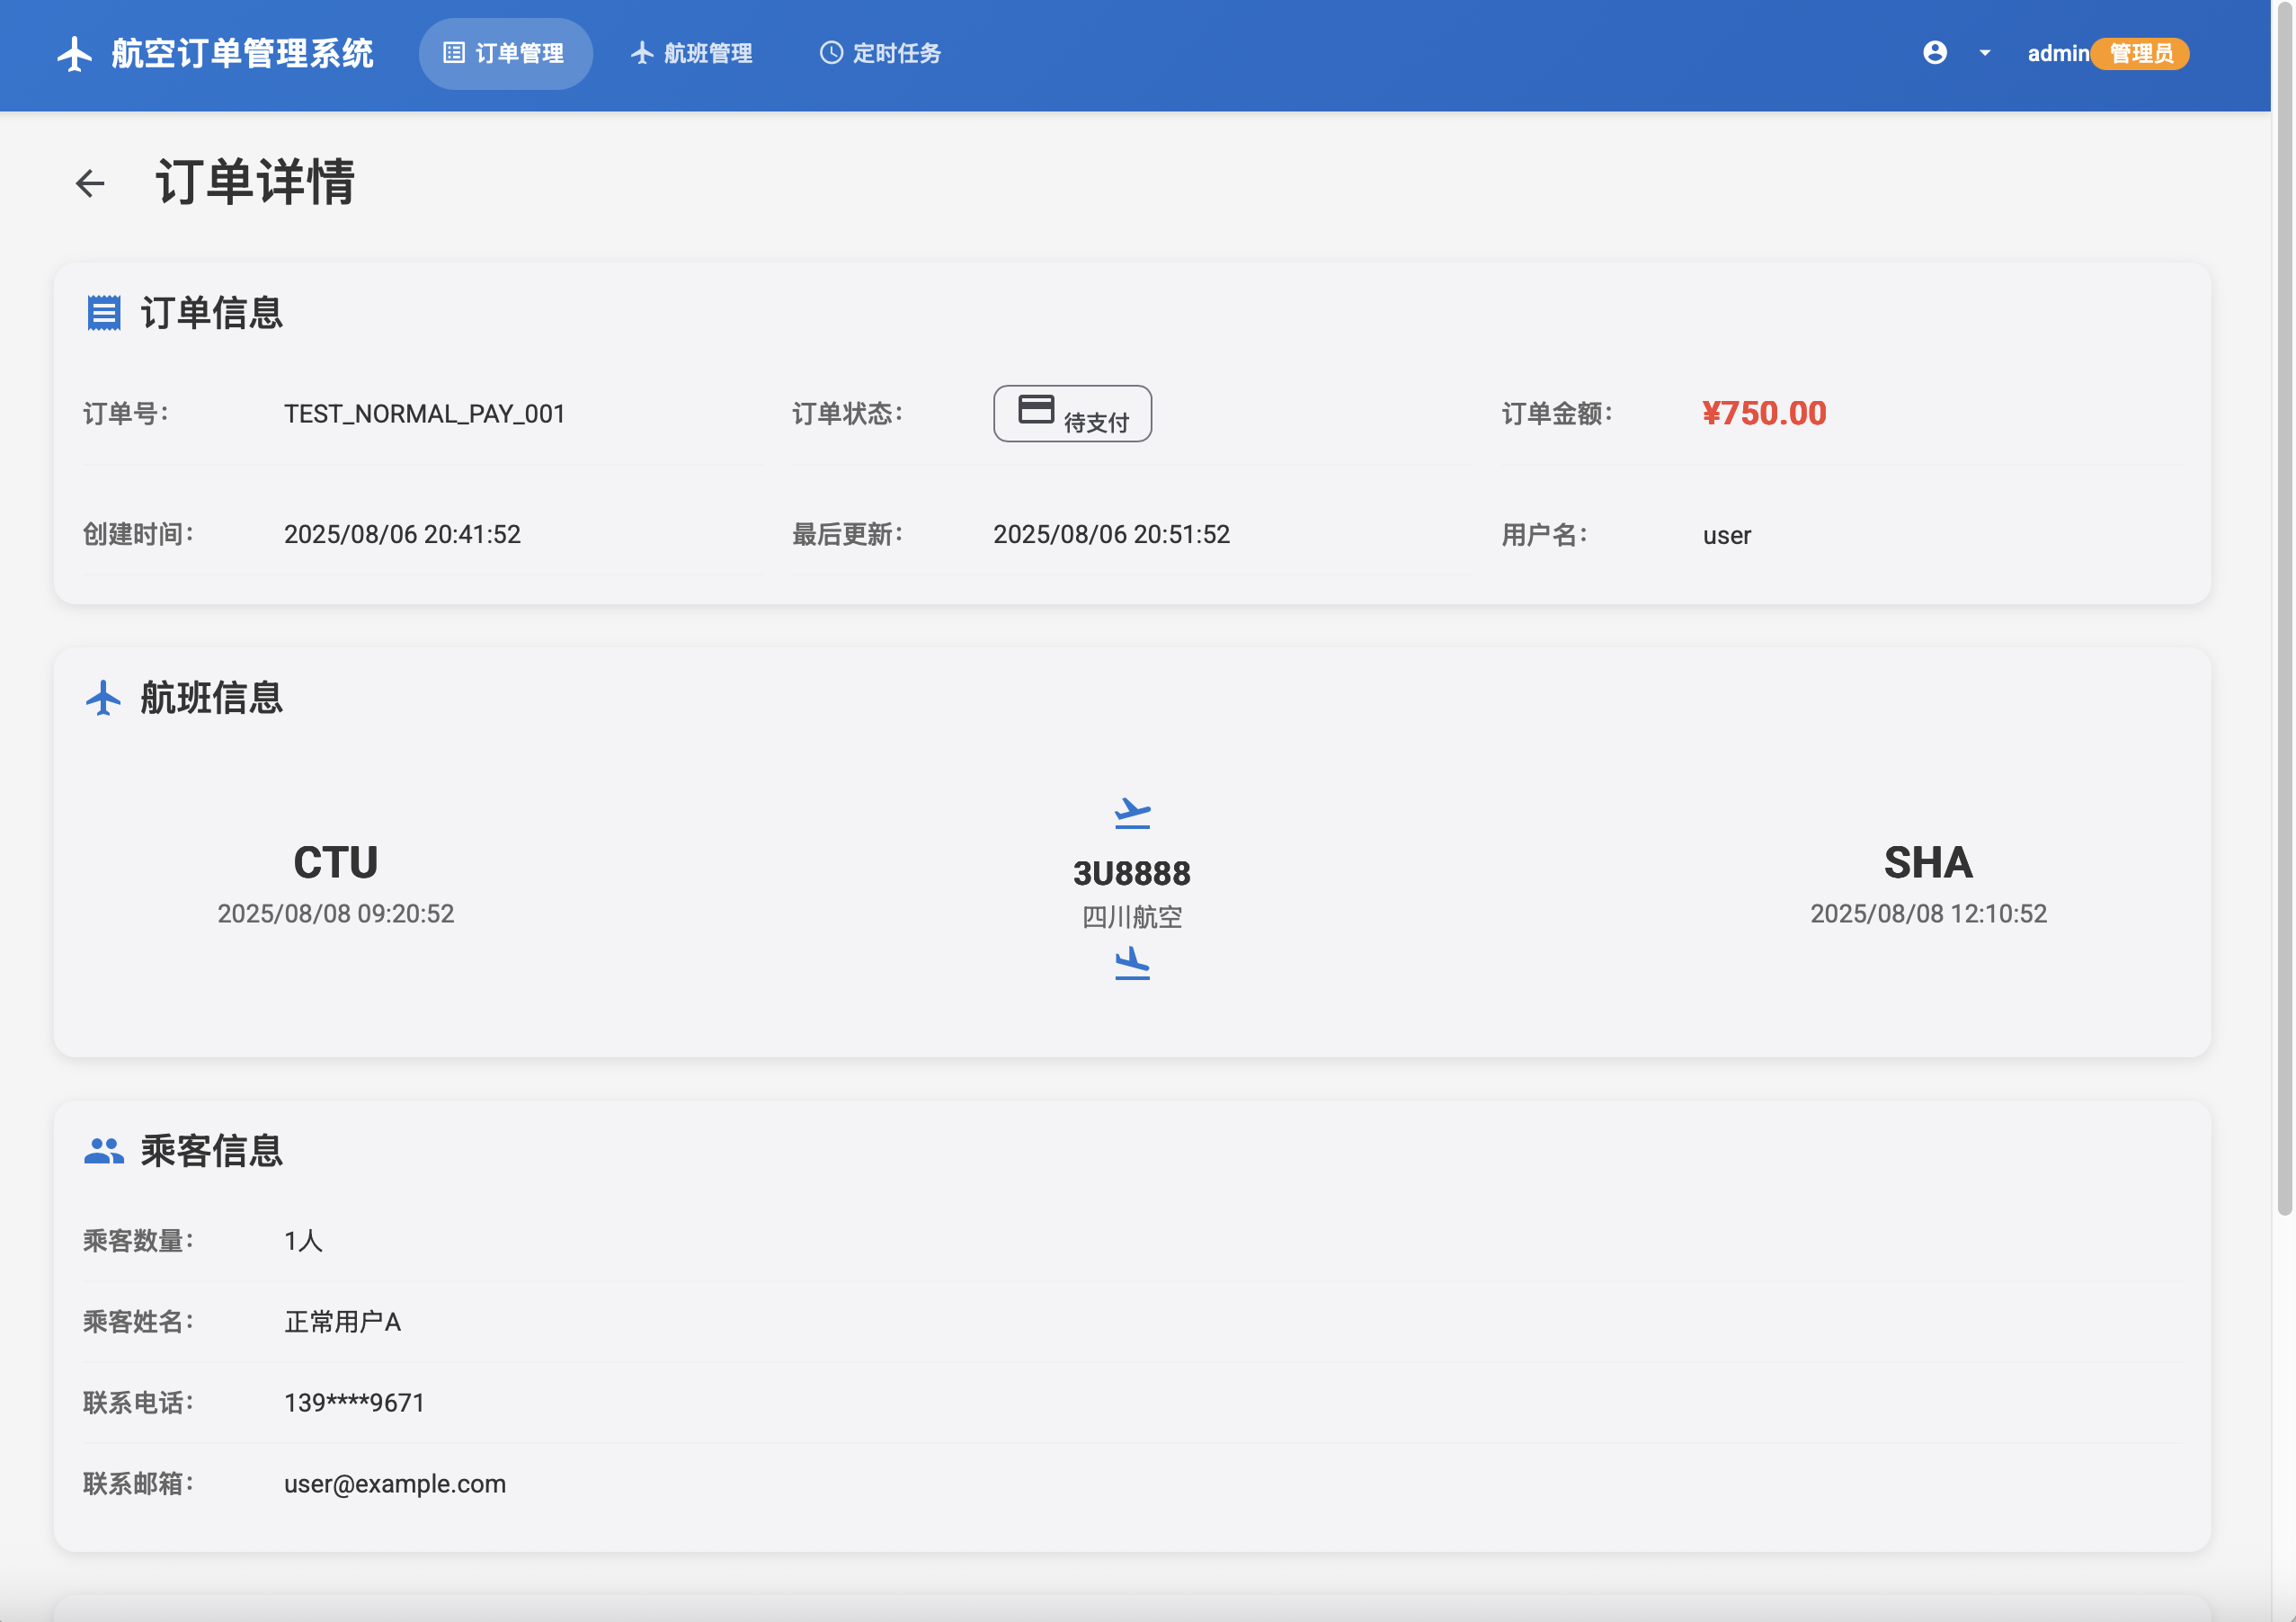 航空订单管理系统 订单管理 航班管理 定时任务 admin 管理员
订单详情
订单信息
订单号： TEST_NORMAL_PAY_001 订单状态： 待支付 订单金额： ¥750.00
创建时间： 2025/08/06 20:41:52 最后更新： 2025/08/06 20:51:52 用户名： user
航班信息
CTU
2025/08/08 09:20:52
3U8888
四川航空
SHA
2025/08/08 12:10:52
乘客信息
乘客数量： 1人
乘客姓名： 正常用户A
联系电话： 139****9671
联系邮箱： user@example.com